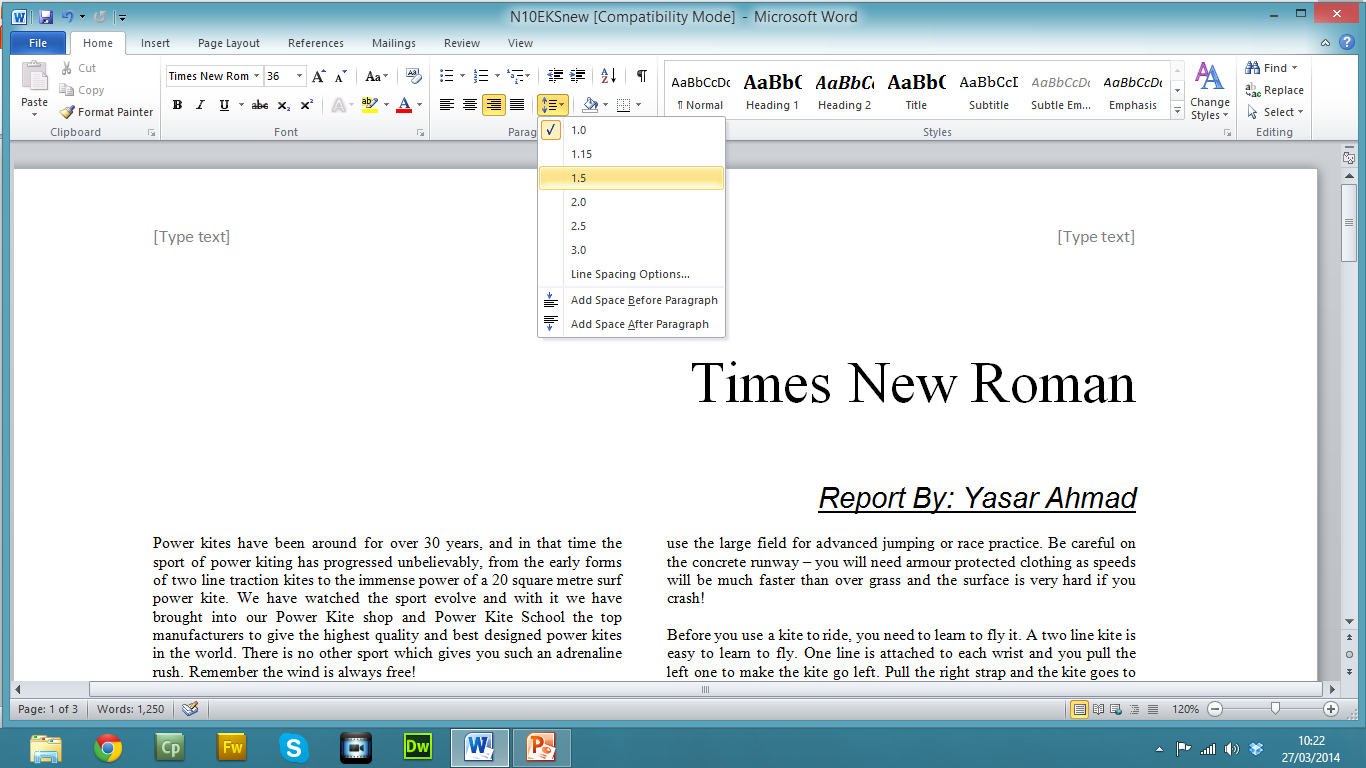 N10EKSnew [Compatibility Mode] - Microsoft Word
File Home Insert Page Layout References Mailings Review View
Paste
Cut
Copy
Format Painter
Clipboard
Times New Rom 36
B I U abc x₂ x²
Aa
A
ab
A
Font
Parag
AaBbCcDc AaBbC AaBbCc AaBbC AaBbCcI AaBbCcDc AaBbCcDc
¶ Normal Heading 1 Heading 2 Title Subtitle Subtle Em... Emphasis
Styles
Change
Styles
Find
Replace
Select
Editing
1.0
1.15
1.5
2.0
2.5
3.0
Line Spacing Options...
Add Space Before Paragraph
Add Space After Paragraph
[Type text] [Type text]
Times New Roman
Report By: Yasar Ahmad
Power kites have been around for over 30 years, and in that time the
sport of power kiting has progressed unbelievably, from the early forms
of two line traction kites to the immense power of a 20 square metre surf
power kite. We have watched the sport evolve and with it we have
brought into our Power Kite shop and Power Kite School the top
manufacturers to give the highest quality and best designed power kites
in the world. There is no other sport which gives you such an adrenaline
rush. Remember the wind is always free!
use the large field for advanced jumping or race practice. Be careful on
the concrete runway – you will need armour protected clothing as speeds
will be much faster than over grass and the surface is very hard if you
crash!
Before you use a kite to ride, you need to learn to fly it. A two line kite is
easy to learn to fly. One line is attached to each wrist and you pull the
left one to make the kite go left. Pull the right strap and the kite goes to
Page: 1 of 3 Words: 1,250 120%
Cp Fw S Dw W P
10:22
27/03/2014